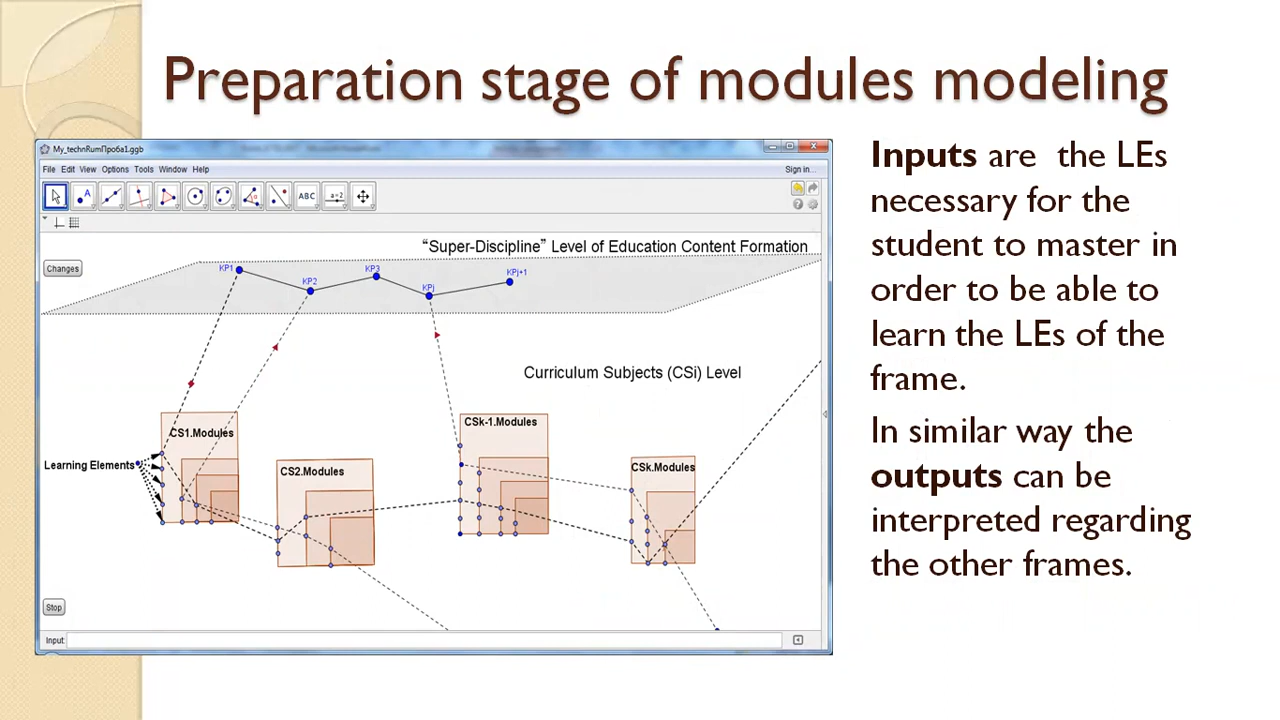 Preparation stage of modules modeling
My_technRumПроба1.ggb
File Edit View Options Tools Window Help
Sign in...
A
ABC
a=2
“Super-Discipline” Level of Education Content Formation
Changes
KP1
KP2
KP3
KPj
KPj+1
Curriculum Subjects (CSi) Level
CS1.Modules
CS2.Modules
CSk-1.Modules
CSk.Modules
Learning Elements
Stop
Input:
Inputs are the LEs
necessary for the
student to master in
order to be able to
learn the LEs of the
frame.
In similar way the
outputs can be
interpreted regarding
the other frames.